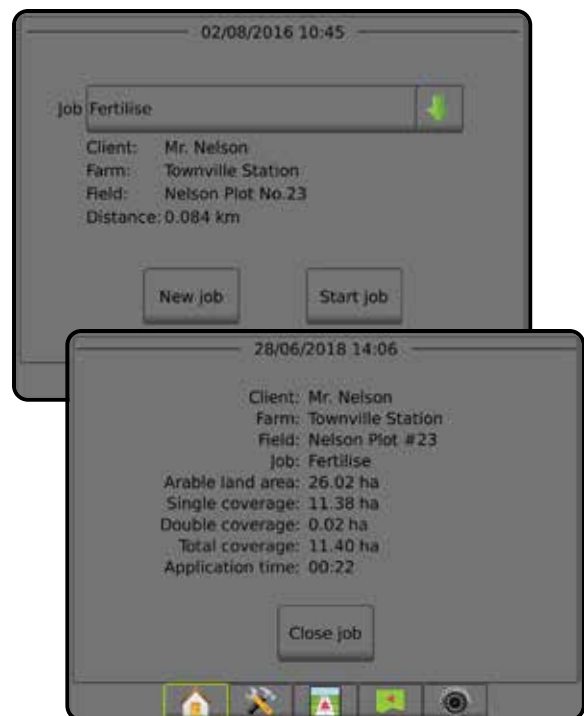 02/08/2016 10:45
Job Fertilise
Client: Mr. Nelson
Farm: Townville Station
Field: Nelson Plot No.23
Distance: 0.084 km
New job Start job
28/06/2018 14:06
Client: Mr. Nelson
Farm: Townville Station
Field: Nelson Plot #23
Job: Fertilise
Arable land area: 26.02 ha
Single coverage: 11.38 ha
Double coverage: 0.02 ha
Total coverage: 11.40 ha
Application time: 00:22
Close job